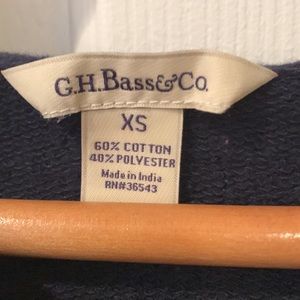 G.H.Bass&Co.
XS
60% COTTON
40% POLYESTER
Made in India
RN#36543